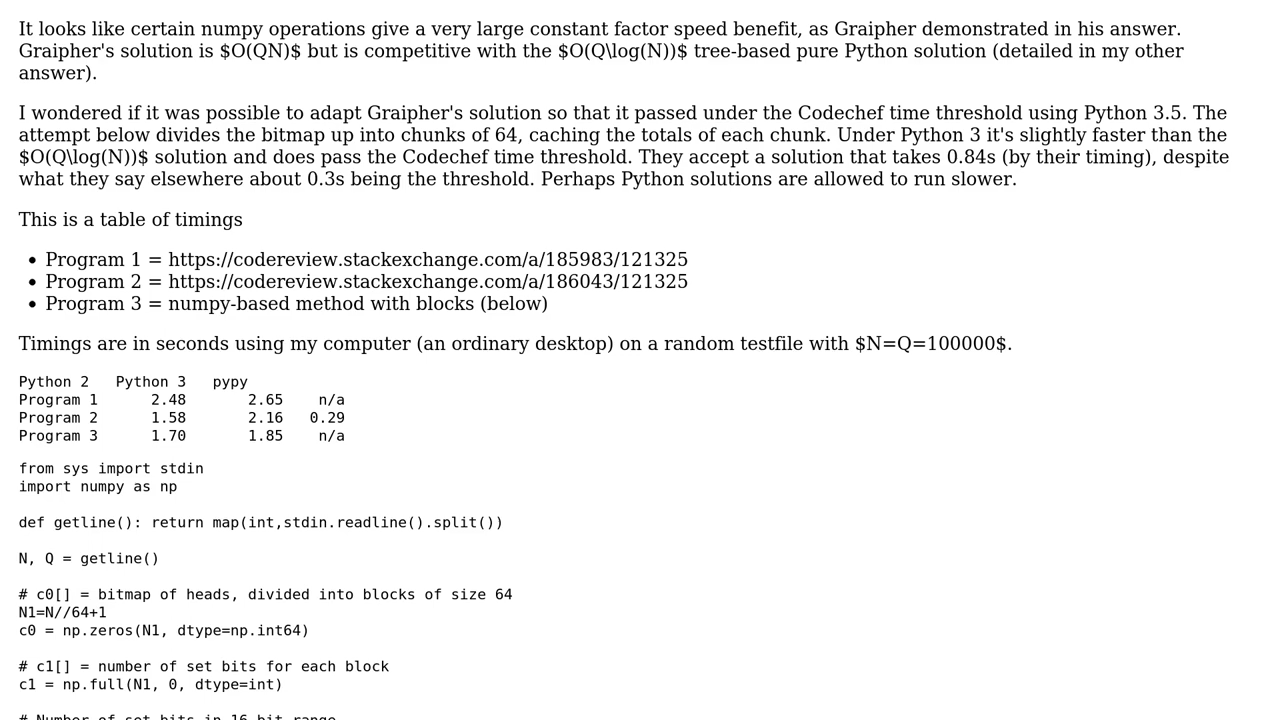 It looks like certain numpy operations give a very large constant factor speed benefit, as Graipher demonstrated in his answer.
Graipher's solution is $O(QN)$ but is competitive with the $O(Q\log(N))$ tree-based pure Python solution (detailed in my other
answer).
I wondered if it was possible to adapt Graipher's solution so that it passed under the Codechef time threshold using Python 3.5. The
attempt below divides the bitmap up into chunks of 64, caching the totals of each chunk. Under Python 3 it's slightly faster than the
$O(Q\log(N))$ solution and does pass the Codechef time threshold. They accept a solution that takes 0.84s (by their timing), despite
what they say elsewhere about 0.3s being the threshold. Perhaps Python solutions are allowed to run slower.
This is a table of timings
• Program 1 = https://codereview.stackexchange.com/a/185983/121325
• Program 2 = https://codereview.stackexchange.com/a/186043/121325
• Program 3 = numpy-based method with blocks (below)
Timings are in seconds using my computer (an ordinary desktop) on a random testfile with $N=Q=100000$.
Python 2   Python 3   pypy
Program 1      2.48       2.65    n/a
Program 2      1.58       2.16   0.29
Program 3      1.70       1.85    n/a
from sys import stdin
import numpy as np
def getline(): return map(int,stdin.readline().split())
N, Q = getline()
# c0[] = bitmap of heads, divided into blocks of size 64
N1=N//64+1
c0 = np.zeros(N1, dtype=np.int64)
# c1[] = number of set bits for each block
c1 = np.full(N1, 0, dtype=int)
# Number of set bits in 16 bit range